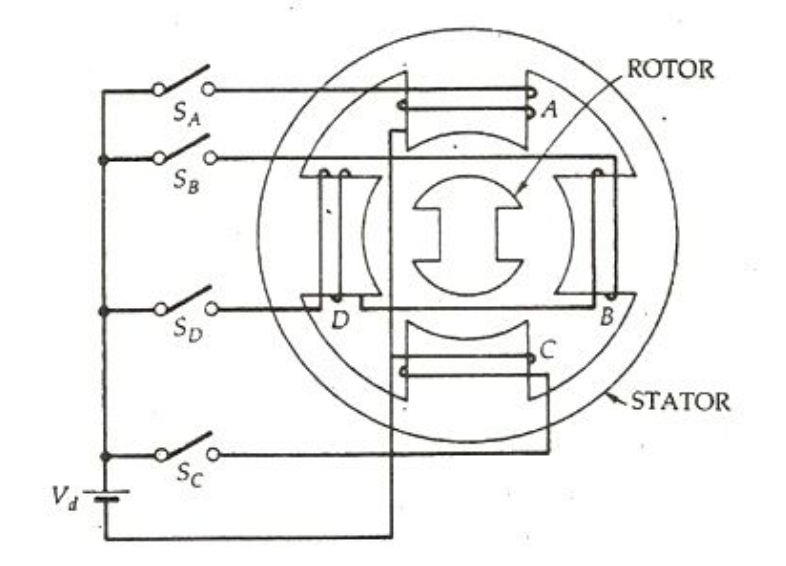 ROTOR
S_A
A
S_B
S_D
D
B
C
STATOR
S_C
V_d